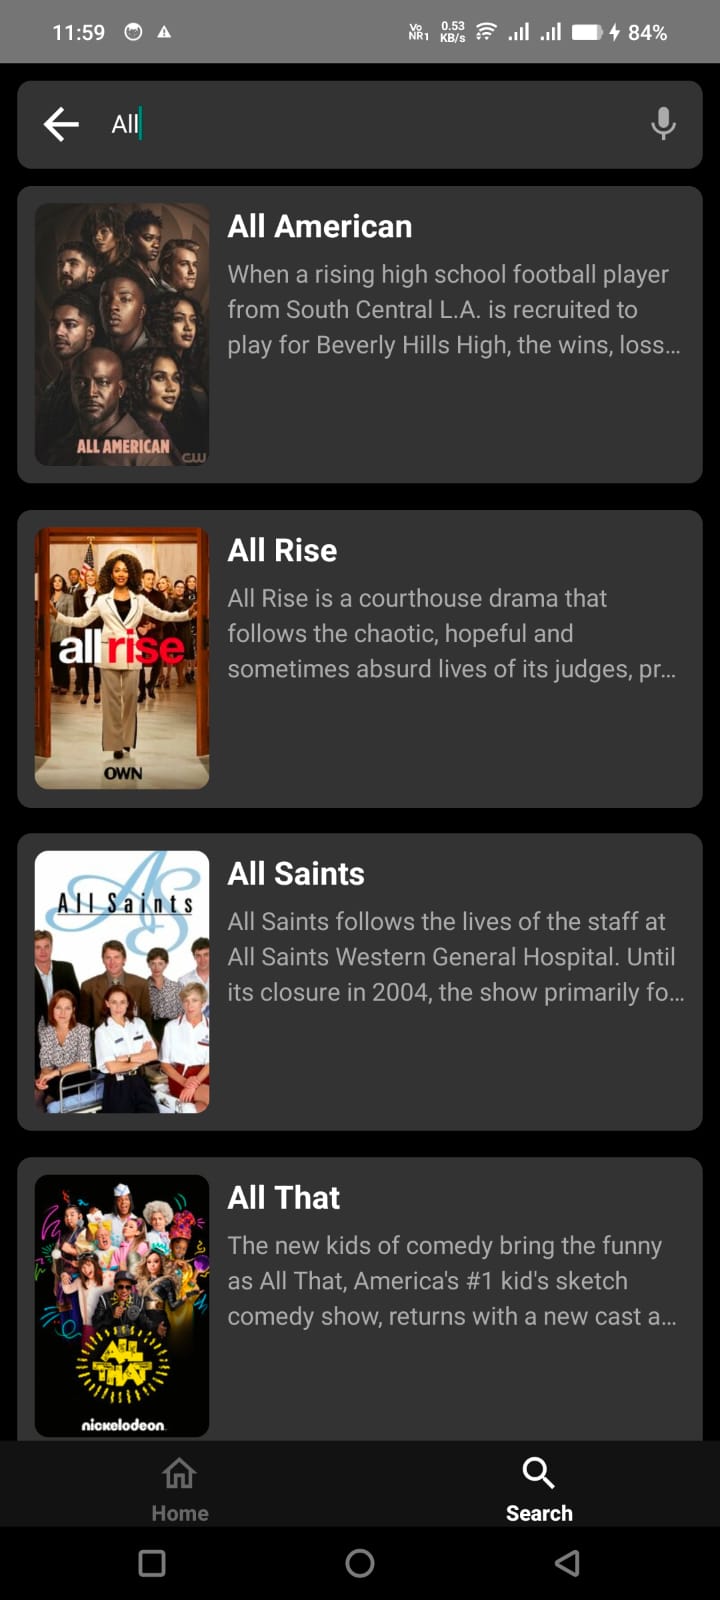 11:59
Vo
NR1
0.53
KB/s
84%
All
All American
When a rising high school football player
from South Central L.A. is recruited to
play for Beverly Hills High, the wins, loss...
ALL AMERICAN
CW
All Rise
All Rise is a courthouse drama that
follows the chaotic, hopeful and
sometimes absurd lives of its judges, pr...
all rise
OWN
All Saints
All Saints follows the lives of the staff at
All Saints Western General Hospital. Until
its closure in 2004, the show primarily fo...
AS
All Saints
All That
The new kids of comedy bring the funny
as All That, America's #1 kid's sketch
comedy show, returns with a new cast a...
ALL
THAT
nickelodeon
Home
Search